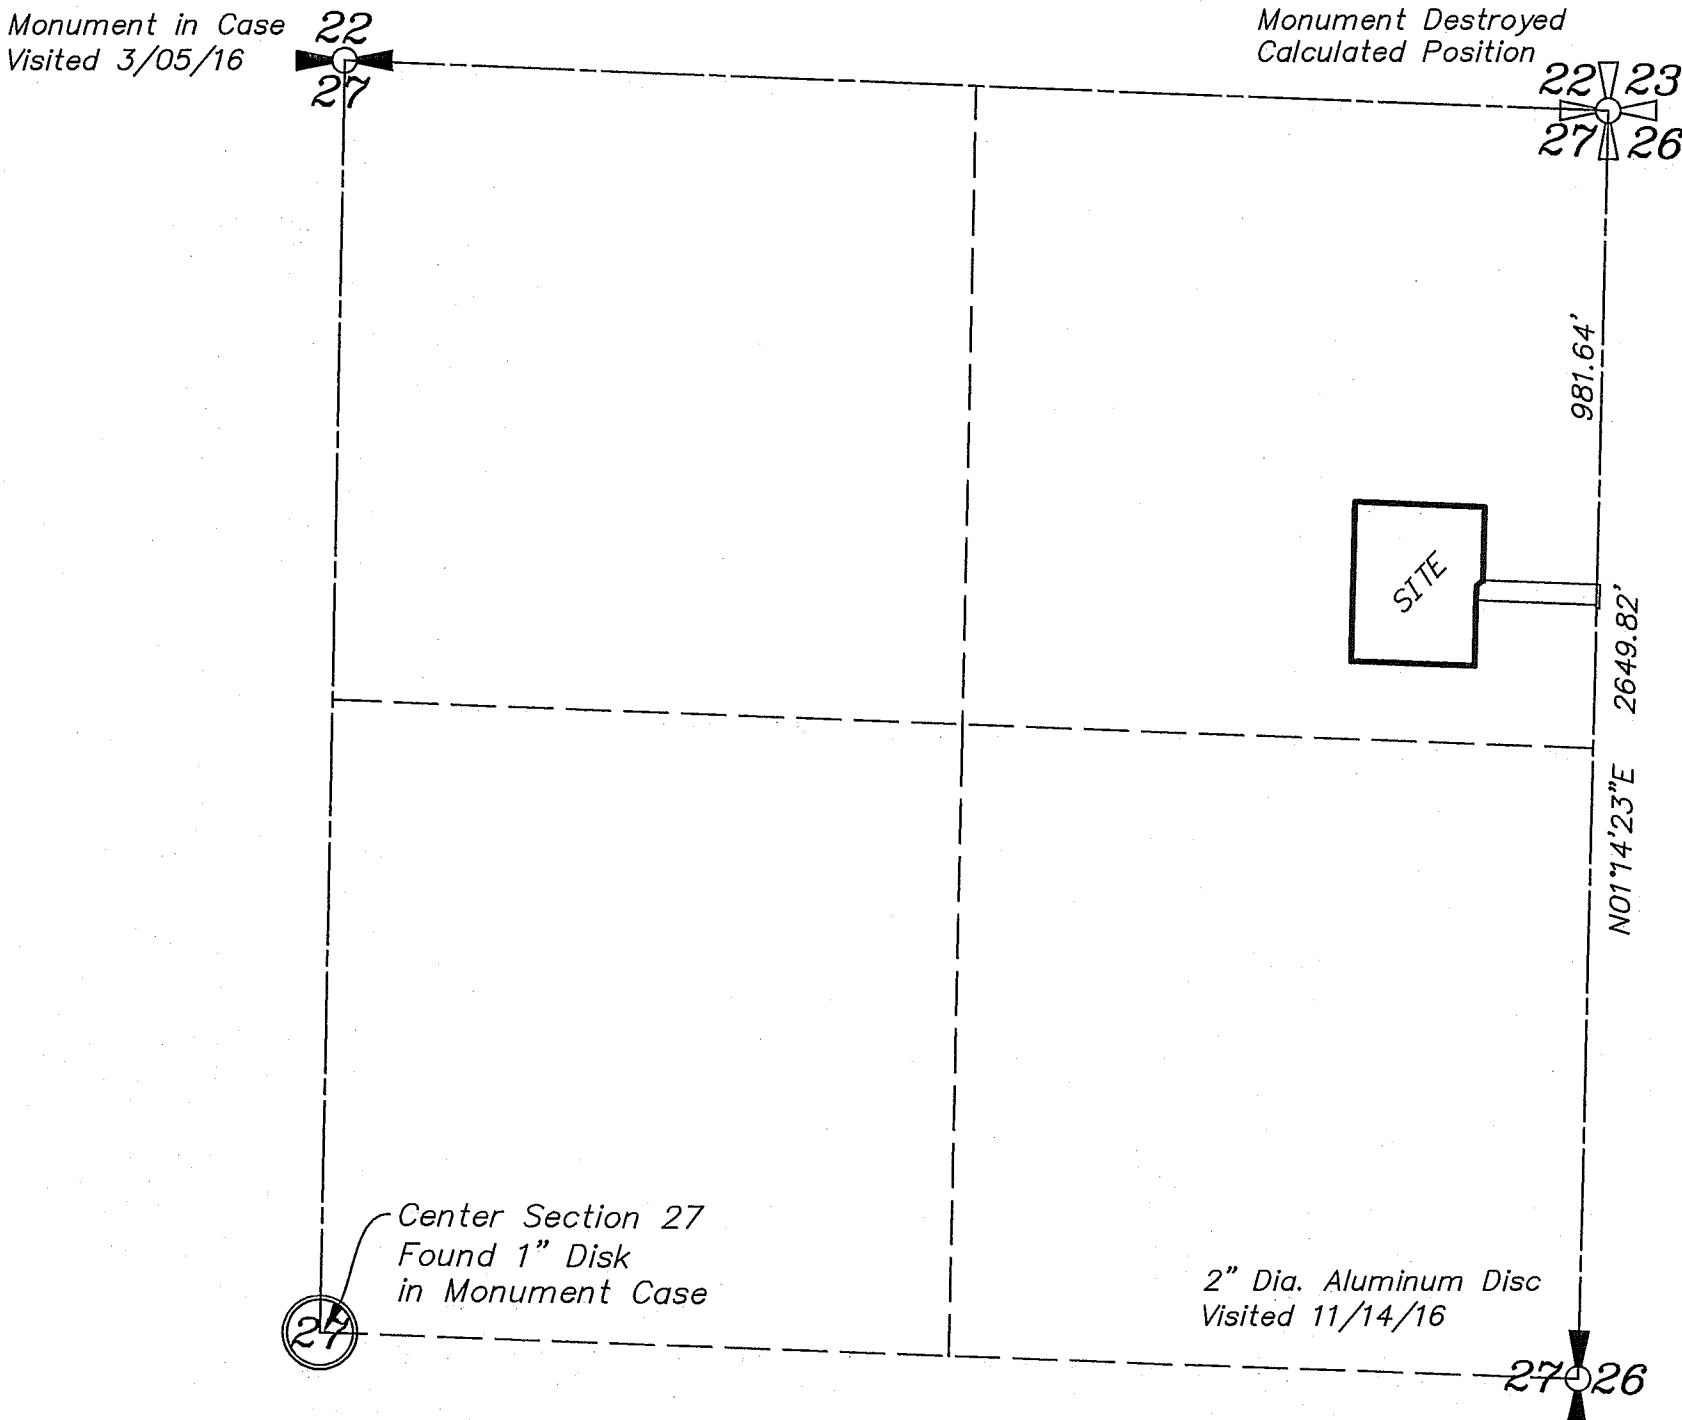 Monument in Case
Visited 3/05/16
22
27
Monument Destroyed
Calculated Position
22 23
27 26
981.64'
SITE
2649.82'
N01°14'23"E
Center Section 27
Found 1" Disk
in Monument Case
27
2" Dia. Aluminum Disc
Visited 11/14/16
27 26